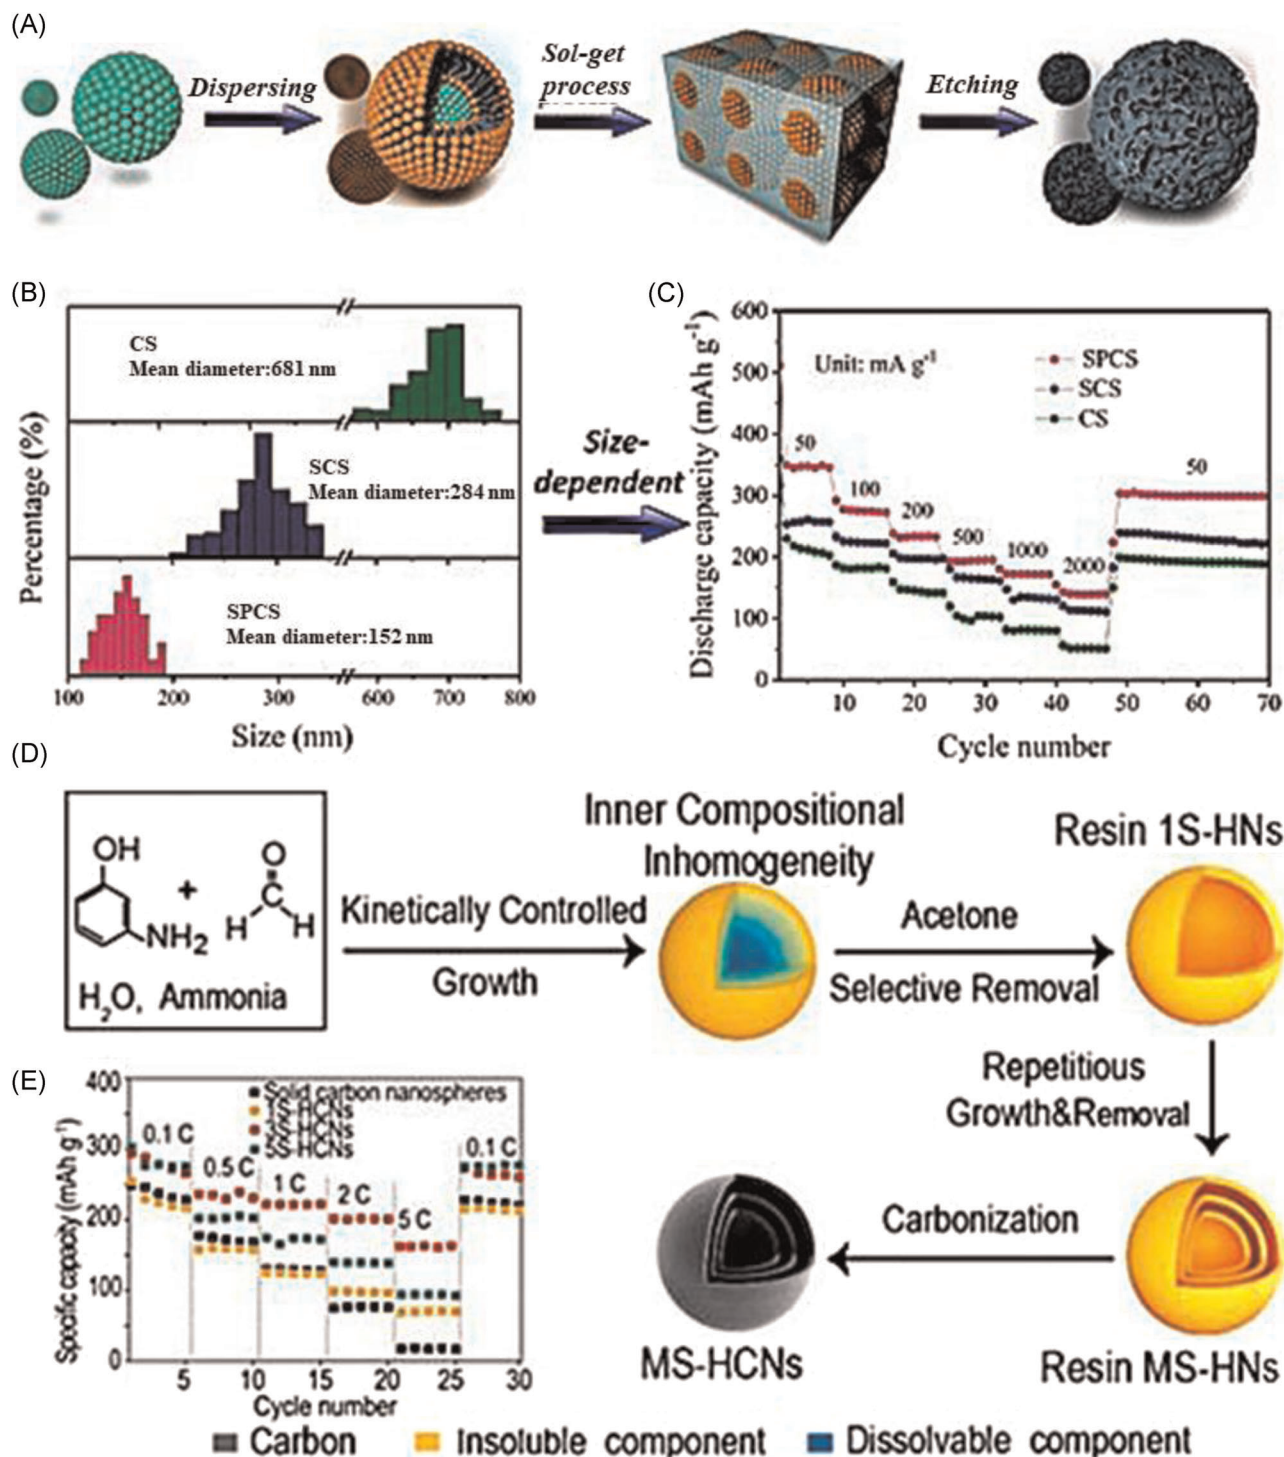 (A)
Dispersing
Sol-get
process
Etching
(B)
CS
Mean diameter:681 nm
SCS
Mean diameter:284 nm
SPCS
Mean diameter:152 nm
Percentage (%)
100
200
300
600
700
800
Size (nm)
Size-
dependent
(C)
Discharge capacity (mAh g⁻¹)
600
500
400
300
200
100
0
Unit: mA g⁻¹
SPCS
SCS
CS
50
100
200
500
1000
2000
50
10
20
30
40
50
60
70
Cycle number
(D)
OH
+
O
C
H H
NH2
H₂O, Ammonia
Kinetically Controlled
Growth
Inner Compositional
Inhomogeneity
Acetone
Selective Removal
Resin 1S-HNs
Repetitious
Growth&Removal
Resin MS-HNs
Carbonization
MS-HCNs
(E)
Specific capacity (mAh g⁻¹)
400
300
200
100
0
Solid carbon nanospheres
1S-HCNs
3S-HCNs
5S-HCNs
0.1 C
0.5 C
1 C
2 C
5 C
0.1 C
5
10
15
20
25
30
Cycle number
Carbon
Insoluble component
Dissolvable component